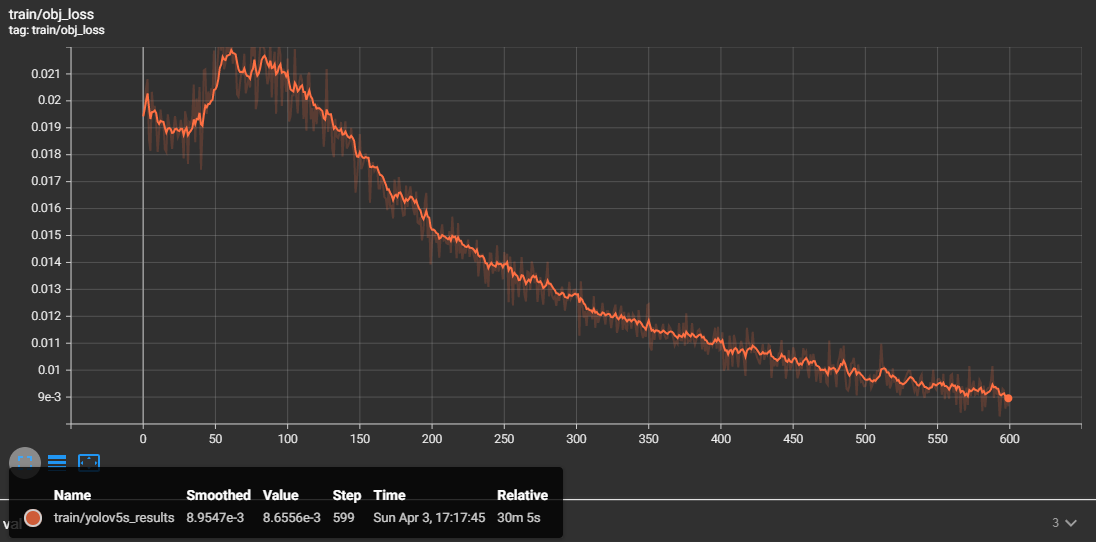 train/obj_loss
tag: train/obj_loss
0.021
0.02
0.019
0.018
0.017
0.016
0.015
0.014
0.013
0.012
0.011
0.01
9e-3
0 50 100 150 200 250 300 350 400 450 500 550 600
Name Smoothed Value Step Time Relative
train/yolov5s_results 8.9547e-3 8.6556e-3 599 Sun Apr 3, 17:17:45 30m 5s
val
3